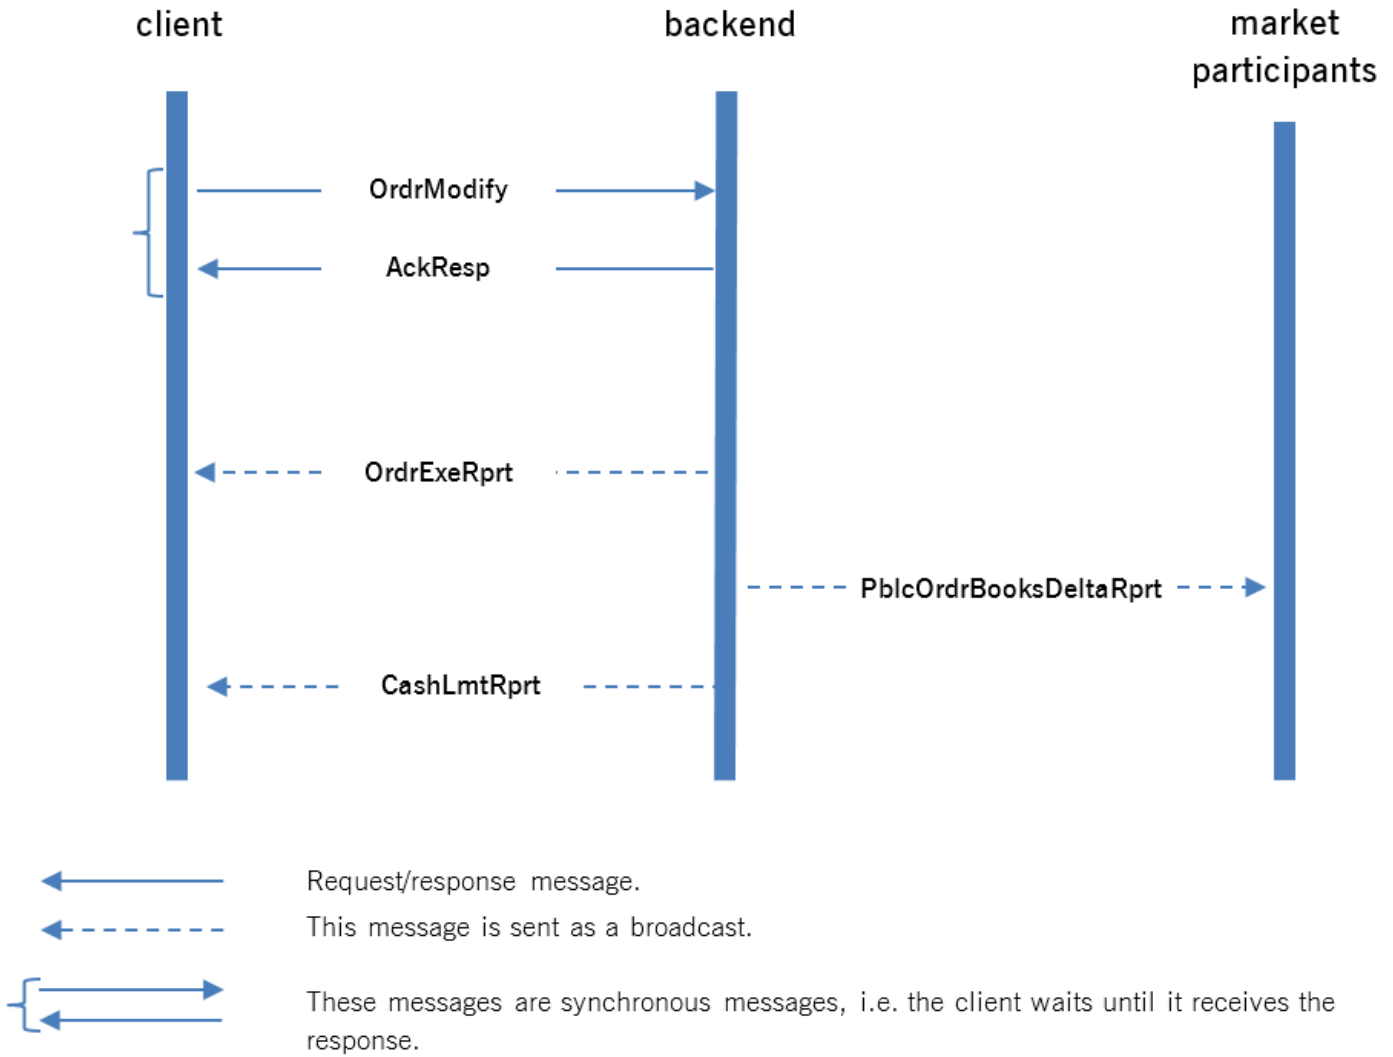 client
backend
market
participants
OrdrModify
AckResp
OrdrExeRprt
PblcOrdrBooksDeltaRprt
CashLmtRprt
Request/response message.
This message is sent as a broadcast.
These messages are synchronous messages, i.e. the client waits until it receives the
response.